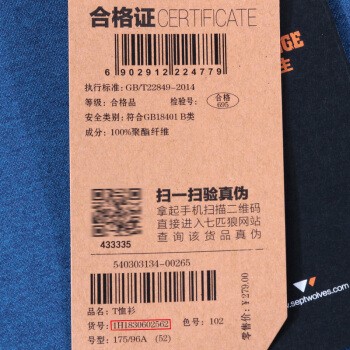 合格证CERTIFICATE
6902912224779
执行标准: GB/T22849-2014
等级: 合格品 检验号: 合格 695
安全类别: 符合GB18401 B类
成分: 100%聚酯纤维
扫一扫验真伪
拿起手机扫描二维码
直接进入七匹狼网站
查询该货品真伪
433335
540303134-00265
品名: T恤衫
货号: 1H1830602562 色号: 102
号型: 175/96A (52)
零售价: ¥279.00
NGE
生
www.septwolves.com